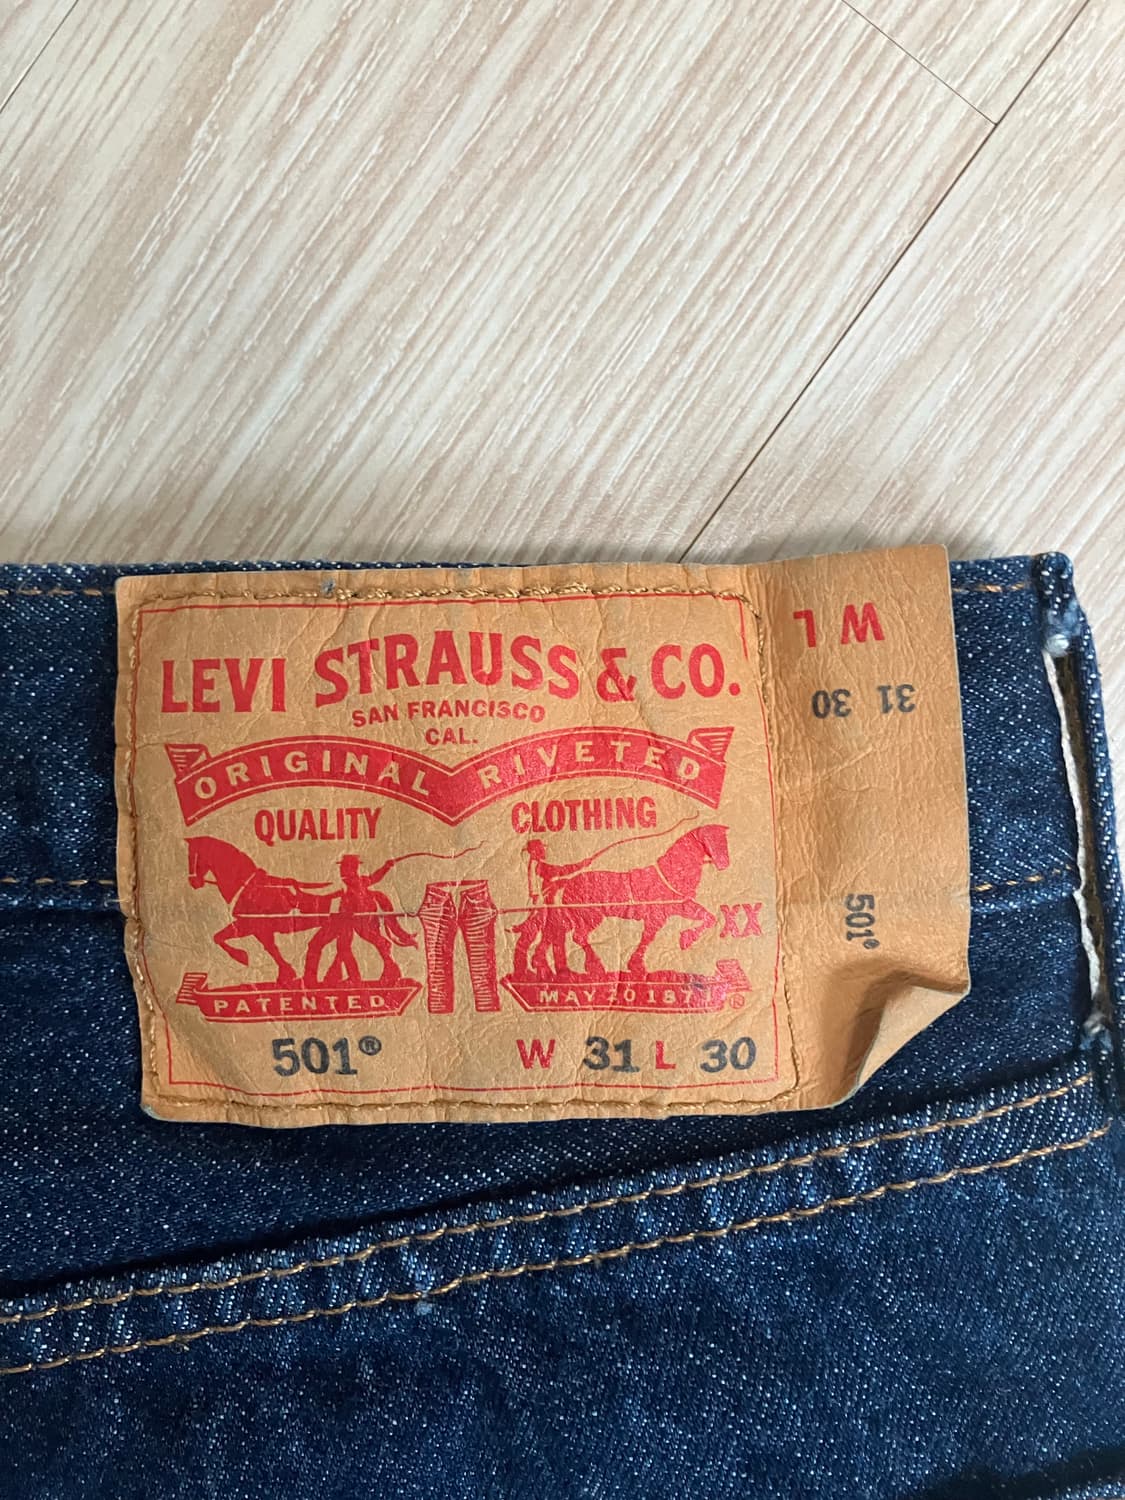 LEVI STRAUSS & CO.
SAN FRANCISCO
CAL.
ORIGINAL RIVETED
QUALITY CLOTHING
XX
PATENTED MAY 20 1873 ®
501® W 31 L 30
W L
31 30
501®